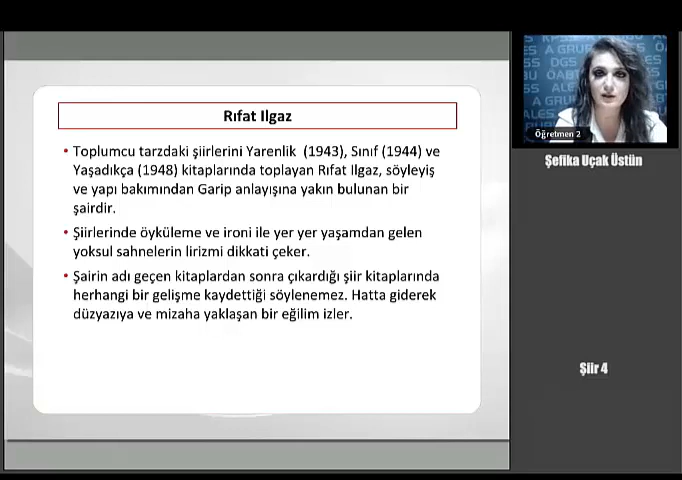 Rıfat Ilgaz
• Toplumcu tarzdaki şiirlerini Yarenlik (1943), Sınıf (1944) ve
Yaşadıkça (1948) kitaplarında toplayan Rıfat Ilgaz, söyleyiş
ve yapı bakımından Garip anlayışına yakın bulunan bir
şairdir.
• Şiirlerinde öyküleme ve ironi ile yer yer yaşamdan gelen
yoksul sahnelerin lirizmi dikkati çeker.
• Şairin adı geçen kitaplardan sonra çıkardığı şiir kitaplarında
herhangi bir gelişme kaydettiği söylenemez. Hatta giderek
düzyazıya ve mizaha yaklaşan bir eğilim izler.
Öğretmen 2
Şefika Uçak Üstün
Şiir 4